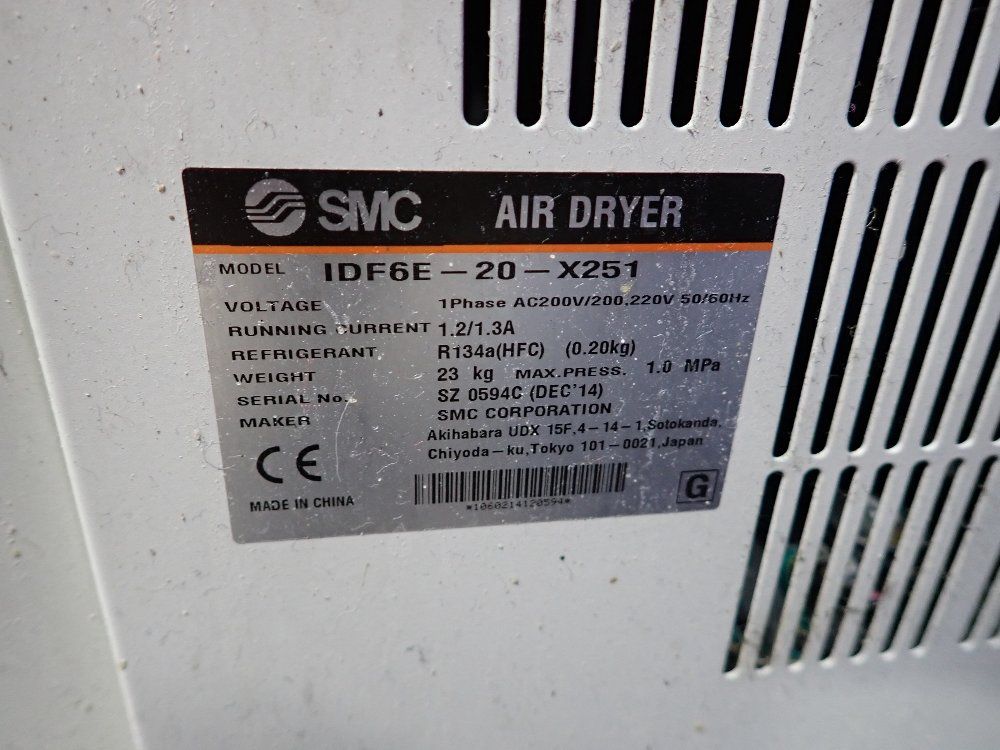 SMC AIR DRYER
MODEL IDF6E-20-X251
VOLTAGE 1Phase AC200V/200,220V 50/60Hz
RUNNING CURRENT 1.2/1.3A
REFRIGERANT R134a(HFC) (0.20kg)
WEIGHT 23 kg MAX.PRESS. 1.0 MPa
SERIAL No. SZ 0594C (DEC'14)
MAKER SMC CORPORATION
Akihabara UDX 15F,4-14-1,Sotokanda,
Chiyoda-ku,Tokyo 101-0021,Japan
CE
MADE IN CHINA
*1060214120594*
G